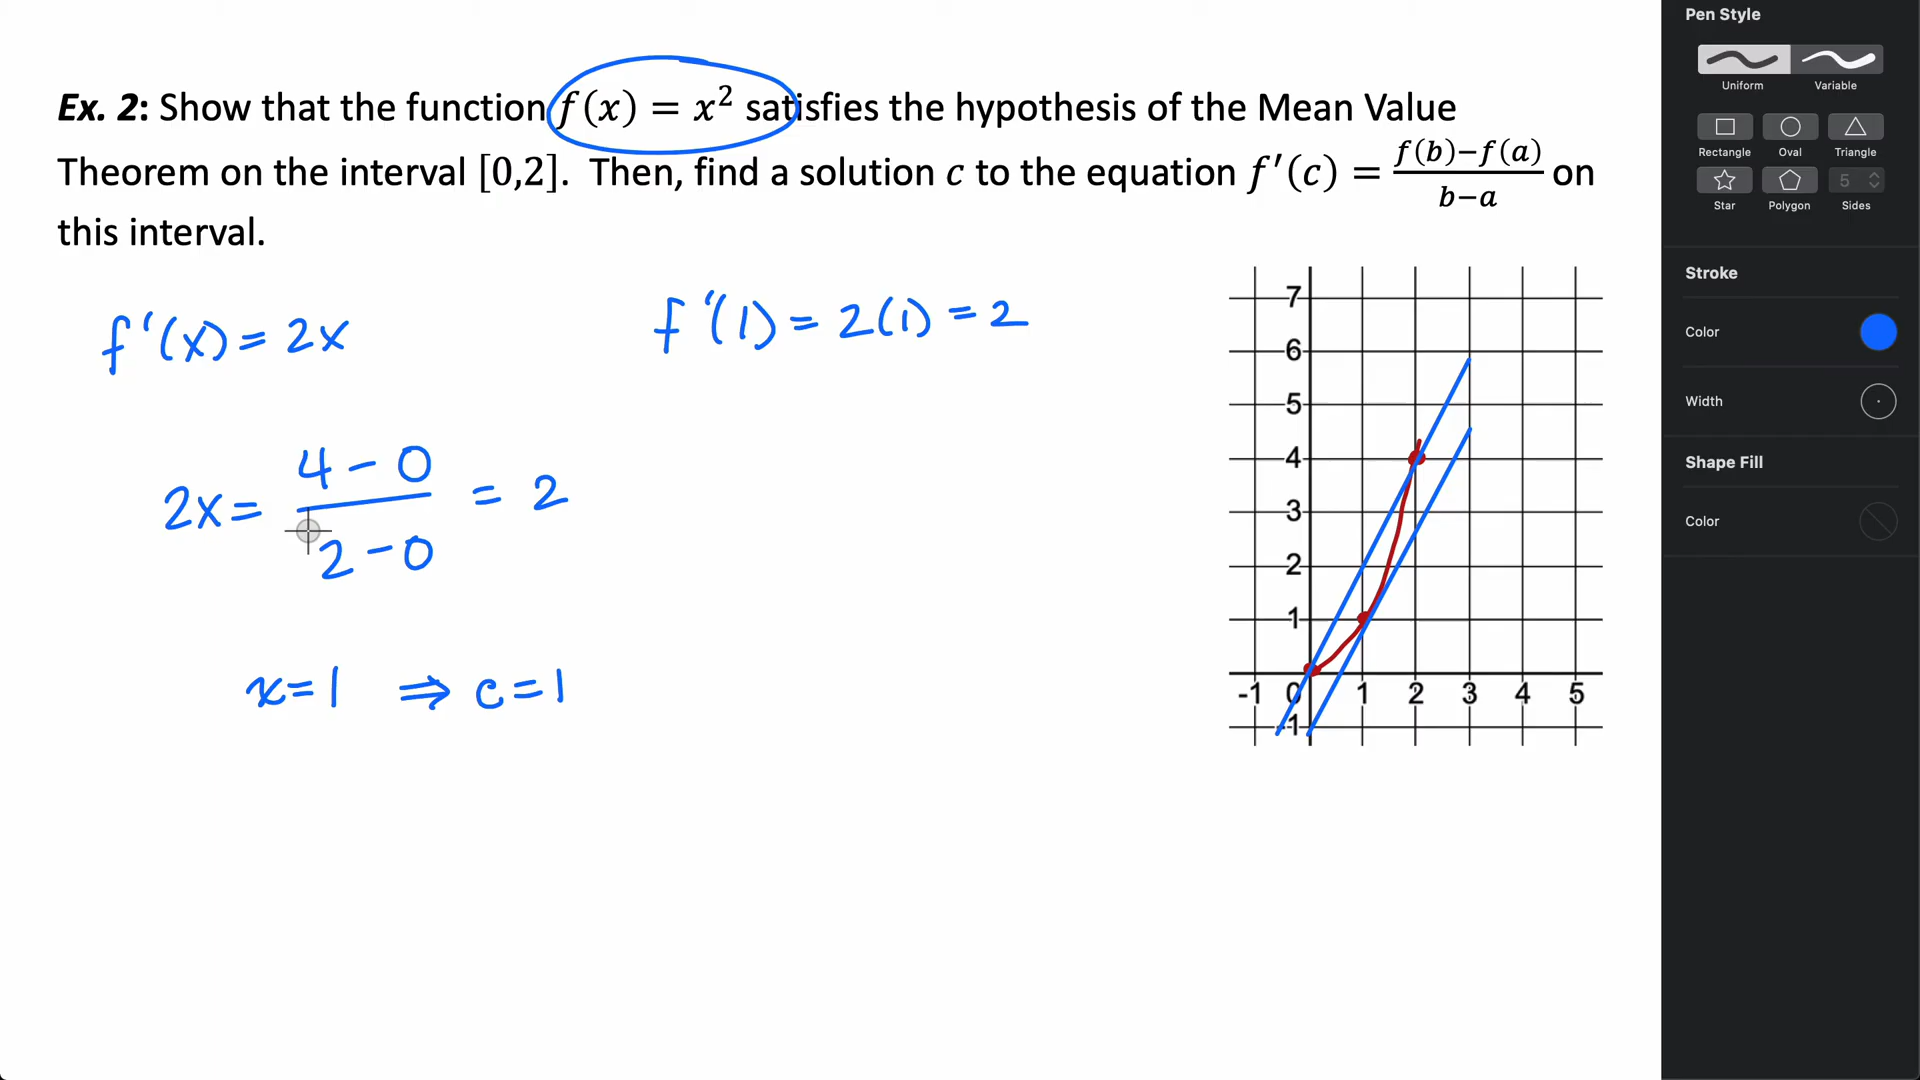 Ex. 2: Show that the function f(x) = x² satisfies the hypothesis of the Mean Value
Theorem on the interval [0,2].  Then, find a solution c to the equation f'(c) = \frac{f(b)−f(a)}{b−a} on
this interval.
f'(x) = 2x
f'(1) = 2(1) = 2
2x = \frac{4 − 0}{2 − 0} = 2
x=1 ⇒ c=1
7
6
5
4
3
2
1
-1 0 1 2 3 4 5
-1
Pen Style
Uniform Variable
Rectangle Oval Triangle
5
Star Polygon Sides
Stroke
Color
Width
Shape Fill
Color